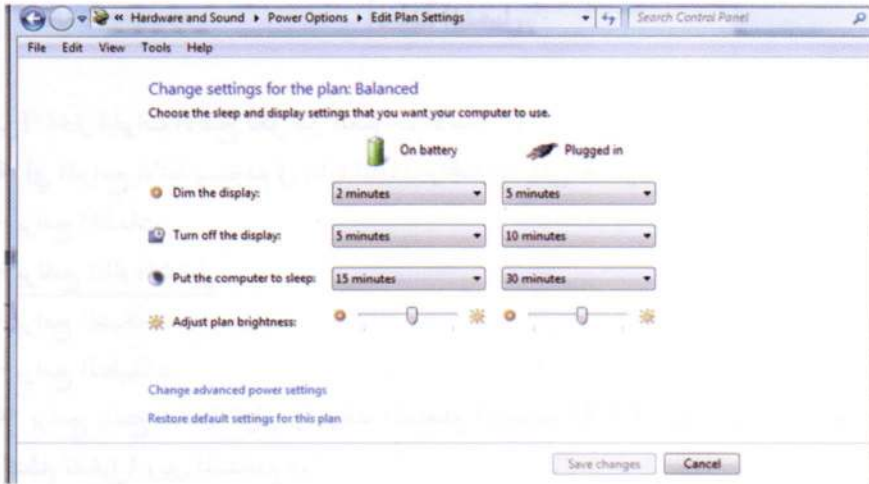 « Hardware and Sound ▸ Power Options ▸ Edit Plan Settings
Search Control Panel
File Edit View Tools Help
Change settings for the plan: Balanced
Choose the sleep and display settings that you want your computer to use.
On battery Plugged in
Dim the display: 2 minutes 5 minutes
Turn off the display: 5 minutes 10 minutes
Put the computer to sleep: 15 minutes 30 minutes
Adjust plan brightness:
Change advanced power settings
Restore default settings for this plan
Save changes Cancel